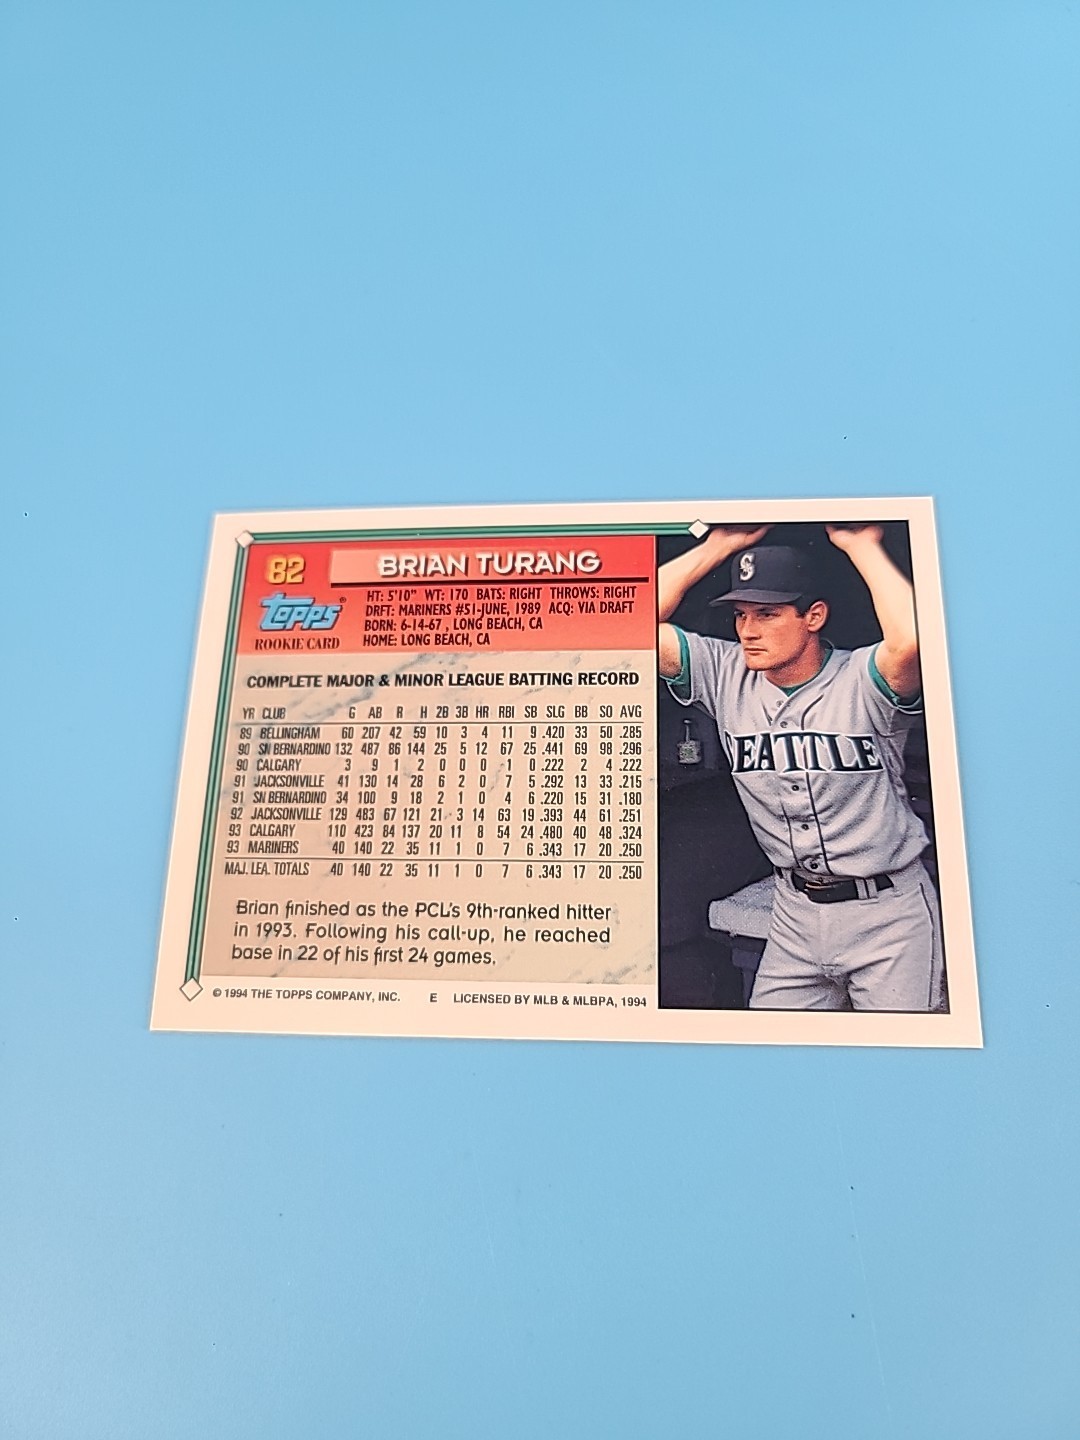 82
BRIAN TURANG
Topps®
ROOKIE CARD
HT: 5'10" WT: 170 BATS: RIGHT THROWS: RIGHT
DRFT: MARINERS #51-JUNE, 1989 ACQ: VIA DRAFT
BORN: 6-14-67 , LONG BEACH, CA
HOME: LONG BEACH, CA
COMPLETE MAJOR & MINOR LEAGUE BATTING RECORD
YR CLUB G AB R H 2B 3B HR RBI SB SLG BB SO AVG
89 BELLINGHAM 60 207 42 59 10 3 4 11 9 .420 33 50 .285
90 SN BERNARDINO 132 487 86 144 25 5 12 67 25 .441 69 98 .296
90 CALGARY 3 9 1 2 0 0 0 1 0 .222 2 4 .222
91 JACKSONVILLE 41 130 14 28 6 2 0 7 5 .292 13 33 .215
91 SN BERNARDINO 34 100 9 18 2 1 0 4 6 .220 15 31 .180
92 JACKSONVILLE 129 483 67 121 21 3 14 63 19 .393 44 61 .251
93 CALGARY 110 423 84 137 20 11 8 54 24 .480 40 48 .324
93 MARINERS 40 140 22 35 11 1 0 7 6 .343 17 20 .250
MAJ. LEA. TOTALS 40 140 22 35 11 1 0 7 6 .343 17 20 .250
Brian finished as the PCL's 9th-ranked hitter
in 1993. Following his call-up, he reached
base in 22 of his first 24 games.
© 1994 THE TOPPS COMPANY, INC. E LICENSED BY MLB & MLBPA, 1994
S
SEATTLE